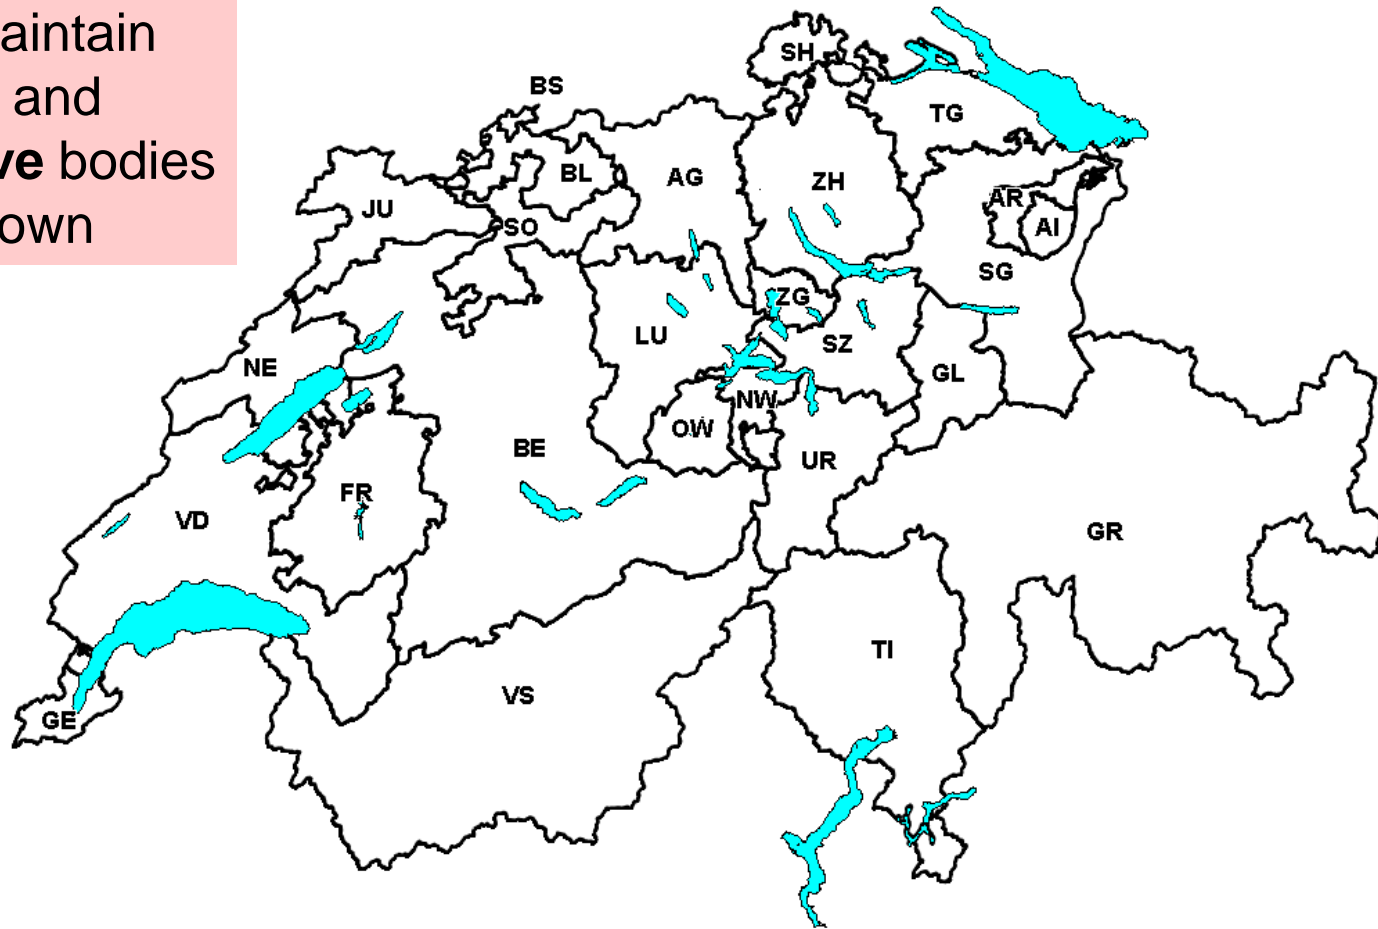 aintain
and
ve bodies
own
SH
BS
TG
BL
AG
ZH
AR
JU
SO
AI
SG
ZG
LU
SZ
NE
GL
NW
OW
BE
UR
FR
VD
GR
TI
VS
GE